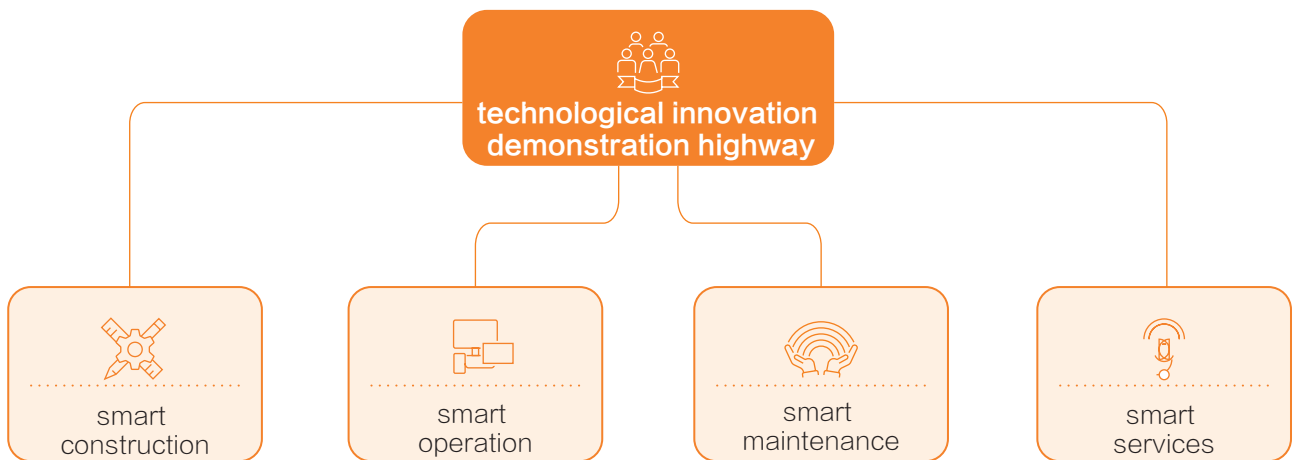 technological innovation
demonstration highway
smart
construction
smart
operation
smart
maintenance
smart
services